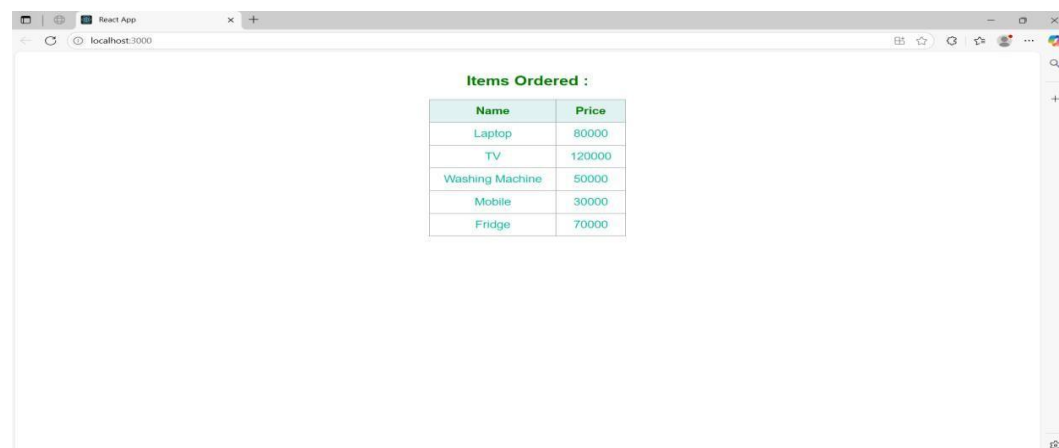 React App
localhost:3000
Items Ordered :
Name Price
Laptop 80000
TV 120000
Washing Machine 50000
Mobile 30000
Fridge 70000